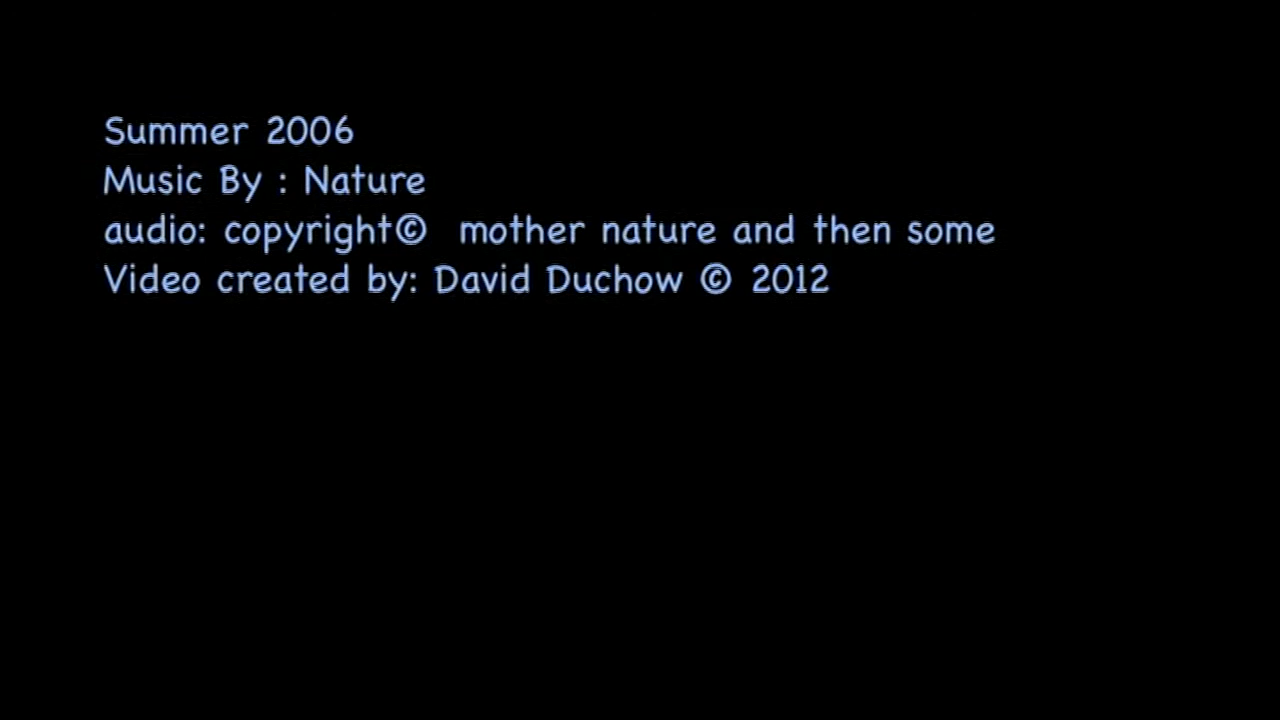 Summer 2006
Music By : Nature
audio: copyright©  mother nature and then some
Video created by: David Duchow © 2012